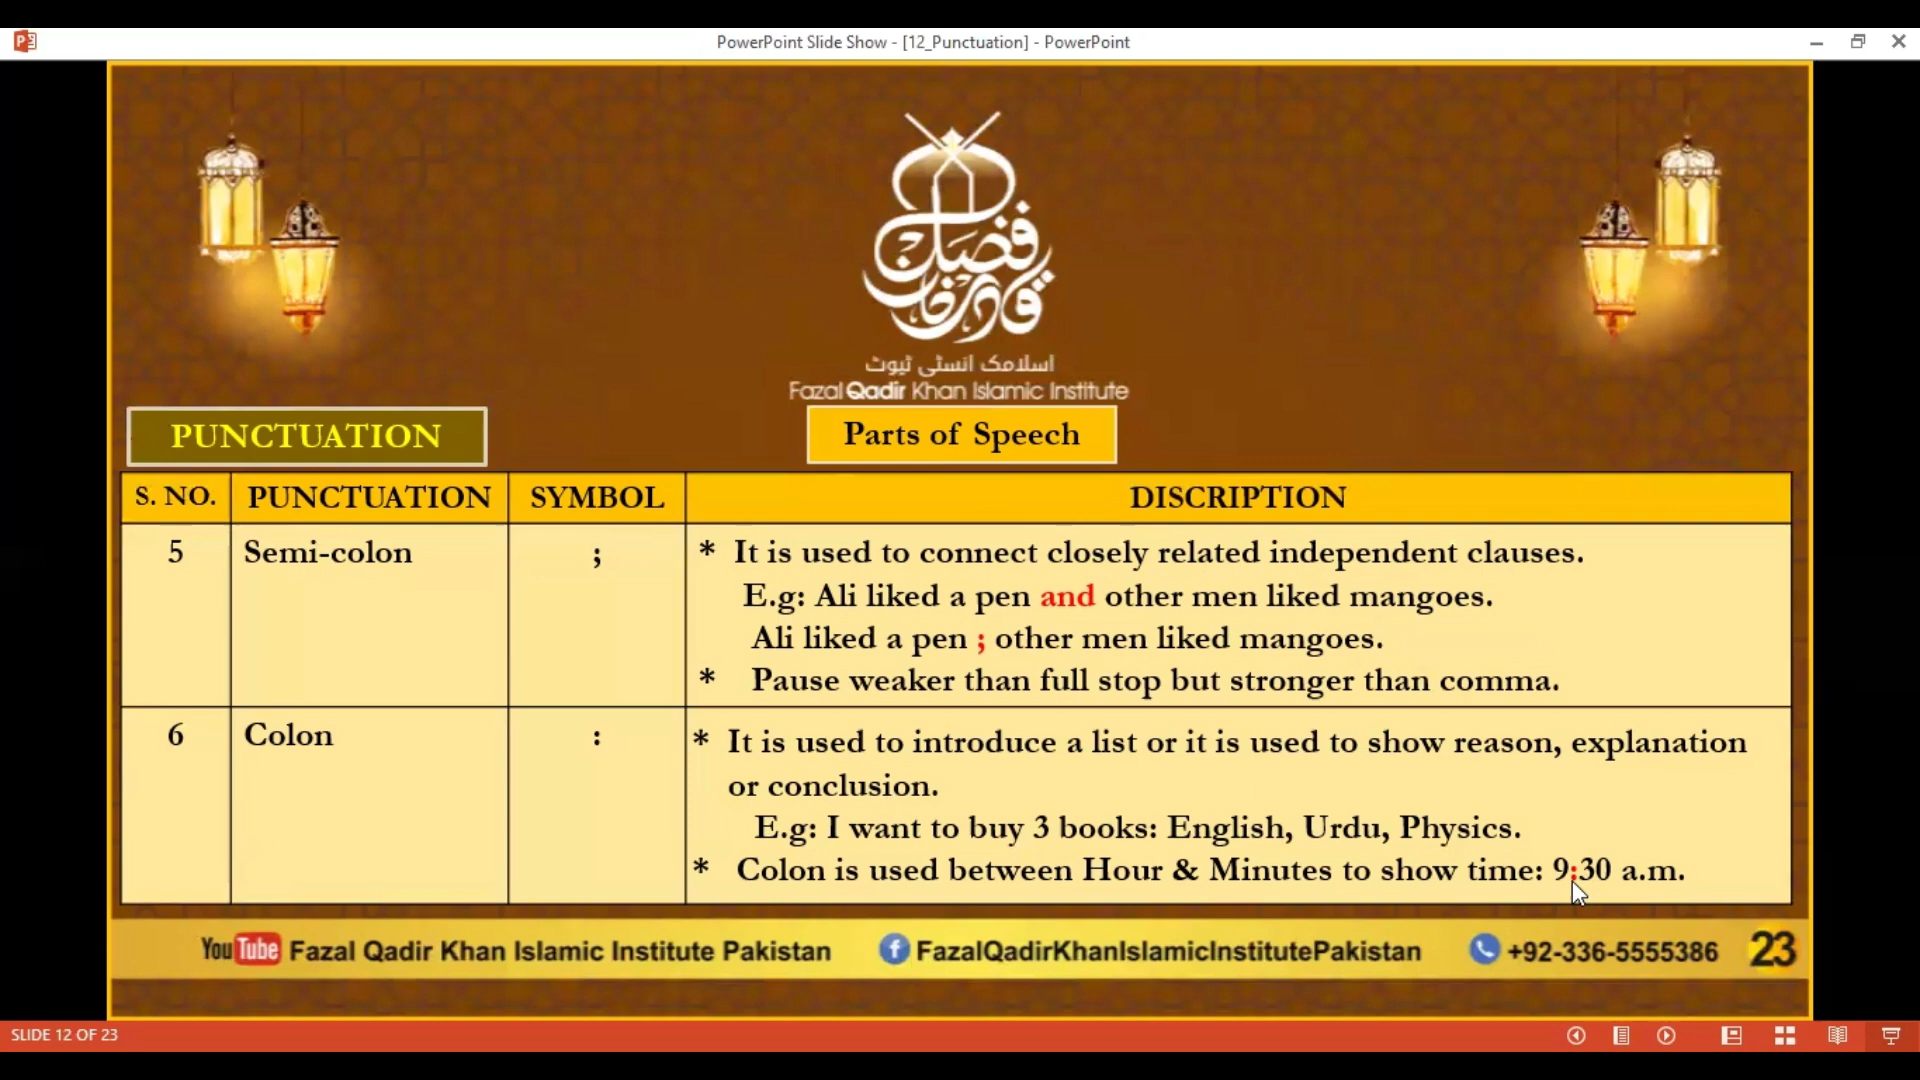 PowerPoint Slide Show - [12_Punctuation] - PowerPoint
فضل
قادر خان
اسلامک انسٹی ٹیوٹ
Fazal Qadir Khan Islamic Institute
PUNCTUATION
Parts of Speech
S. NO. PUNCTUATION SYMBOL DISCRIPTION
5 Semi-colon ; * It is used to connect closely related independent clauses.
E.g: Ali liked a pen and other men liked mangoes.
Ali liked a pen ; other men liked mangoes.
* Pause weaker than full stop but stronger than comma.
6 Colon : * It is used to introduce a list or it is used to show reason, explanation
or conclusion.
E.g: I want to buy 3 books: English, Urdu, Physics.
* Colon is used between Hour & Minutes to show time: 9:30 a.m.
YouTube Fazal Qadir Khan Islamic Institute Pakistan f FazalQadirKhanIslamicInstitutePakistan +92-336-5555386 23
SLIDE 12 OF 23